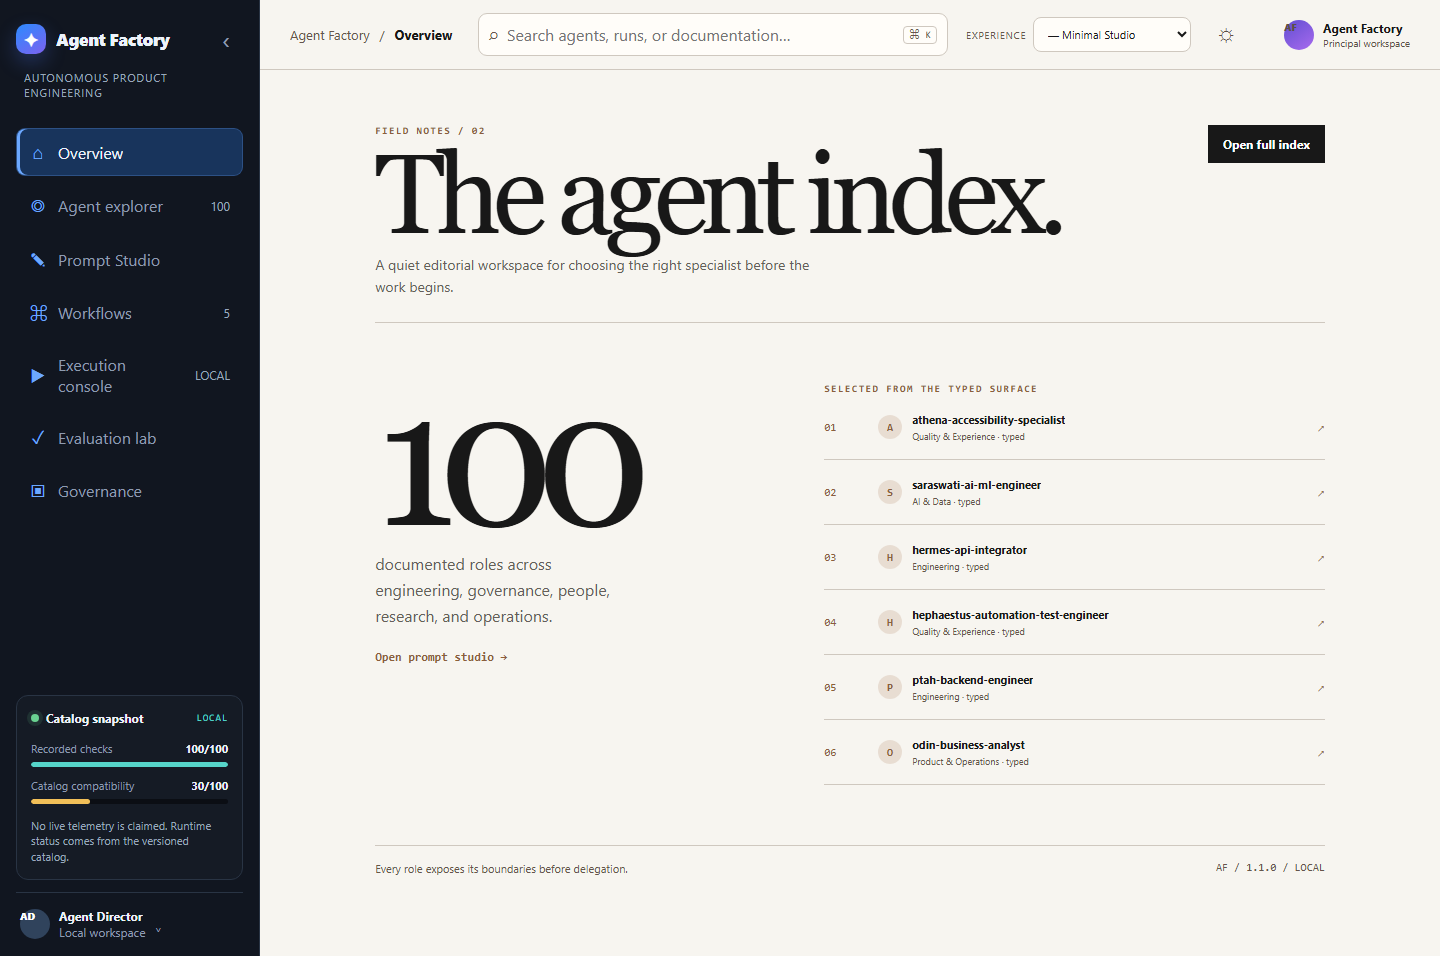 Agent Factory
AUTONOMOUS PRODUCT
ENGINEERING
Overview
Agent explorer 100
Prompt Studio
Workflows 5
Execution
console
LOCAL
Evaluation lab
Governance
Catalog snapshot LOCAL
Recorded checks 100/100
Catalog compatibility 30/100
No live telemetry is claimed. Runtime
status comes from the versioned
catalog.
AD
Agent Director
Local workspace
Agent Factory / Overview
Search agents, runs, or documentation...
⌘ K
EXPERIENCE
— Minimal Studio
AF
Agent Factory
Principal workspace
FIELD NOTES / 02
The agent index.
A quiet editorial workspace for choosing the right specialist before the
work begins.
Open full index
100
documented roles across
engineering, governance, people,
research, and operations.
Open prompt studio →
SELECTED FROM THE TYPED SURFACE
01 A athena-accessibility-specialist ↗
Quality & Experience · typed
02 S saraswati-ai-ml-engineer ↗
AI & Data · typed
03 H hermes-api-integrator ↗
Engineering · typed
04 H hephaestus-automation-test-engineer ↗
Quality & Experience · typed
05 P ptah-backend-engineer ↗
Engineering · typed
06 O odin-business-analyst ↗
Product & Operations · typed
Every role exposes its boundaries before delegation.
AF / 1.1.0 / LOCAL